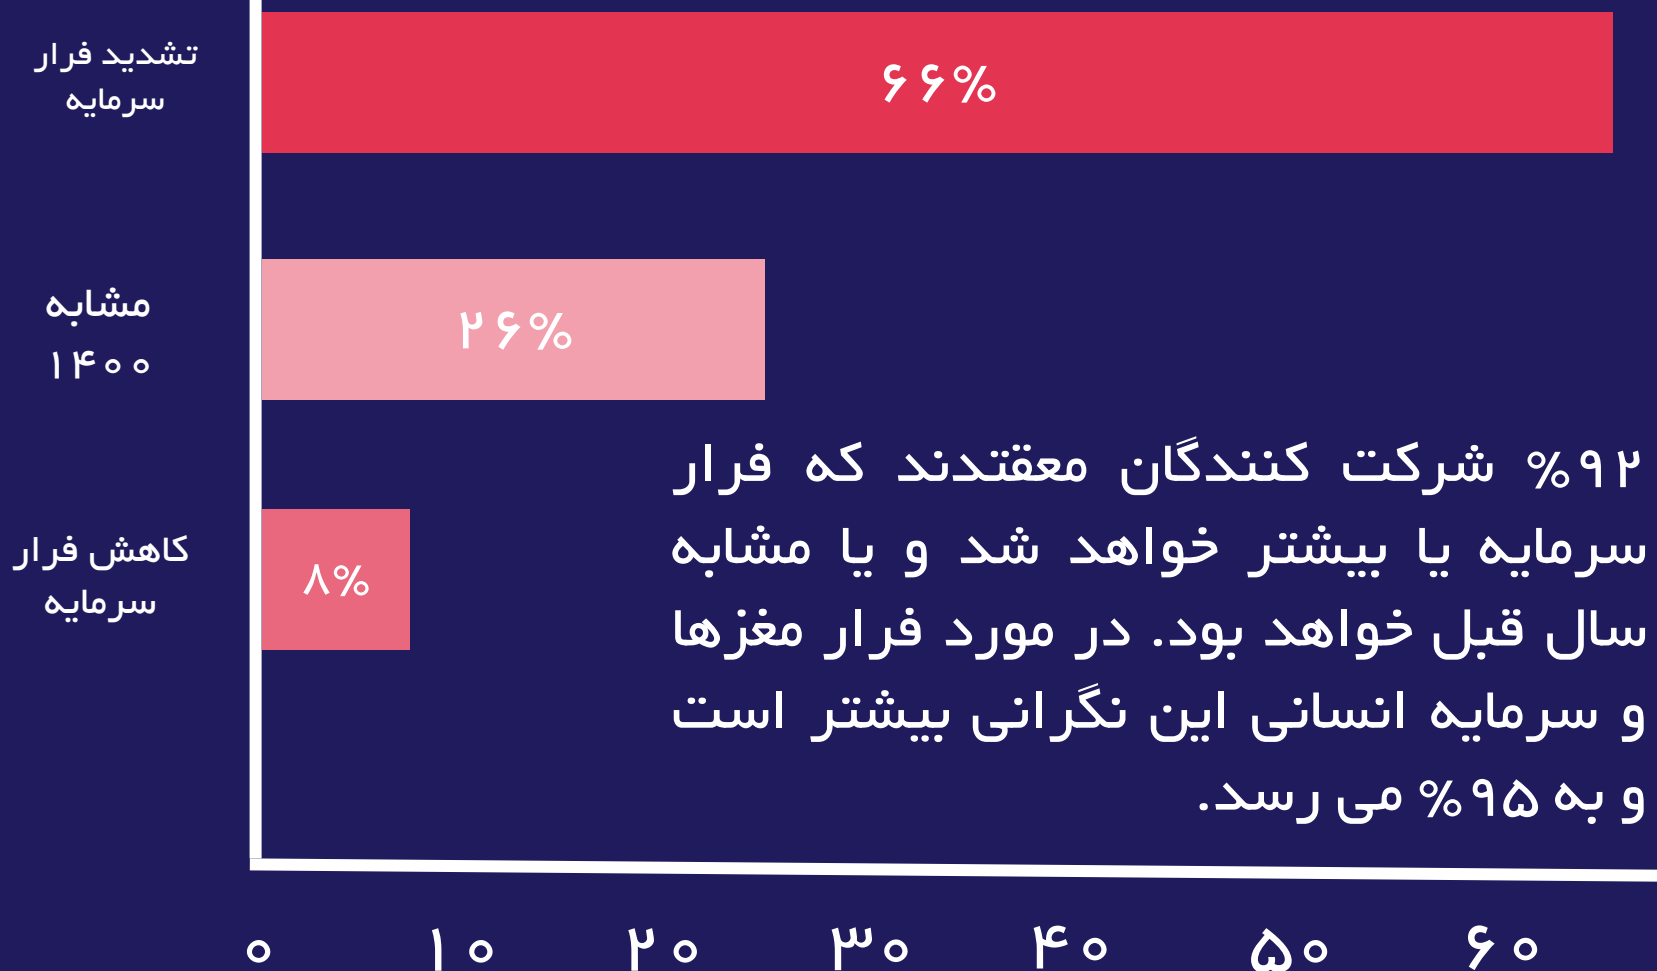 تشدید فرار
سرمایه
۶۶%
مشابه
۱۴۰۰
۲۶%
کاهش فرار
سرمایه
۸%
۹۲% شرکت کنندگان معقتدند که فرار
سرمایه یا بیشتر خواهد شد و یا مشابه
سال قبل خواهد بود. در مورد فرار مغزها
و سرمایه انسانی این نگرانی بیشتر است
و به ۹۵% می رسد.
۰ ۱۰ ۲۰ ۳۰ ۴۰ ۵۰ ۶۰